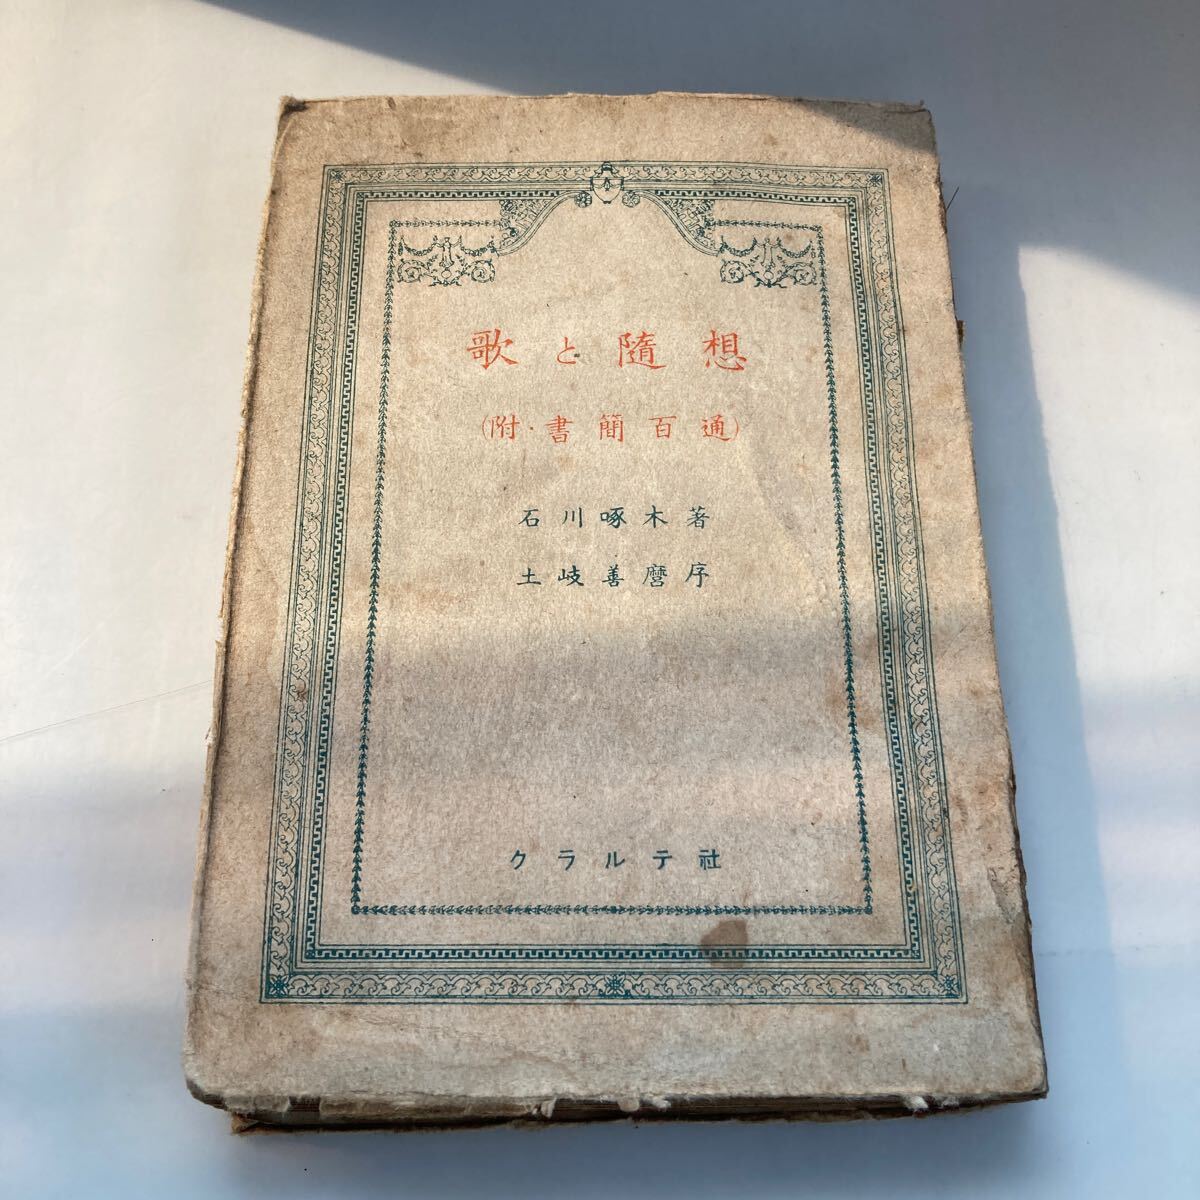 歌と隨想
(附・書簡百通)
石川啄木著
土岐善麿序
クラルテ社